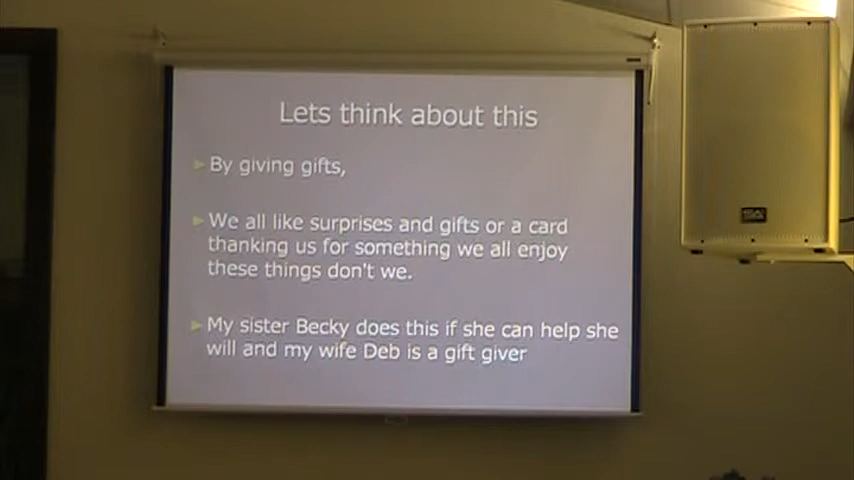 Lets think about this
By giving gifts,
We all like surprises and gifts or a card
thanking us for something we all enjoy
these things don't we.
My sister Becky does this if she can help she
will and my wife Deb is a gift giver